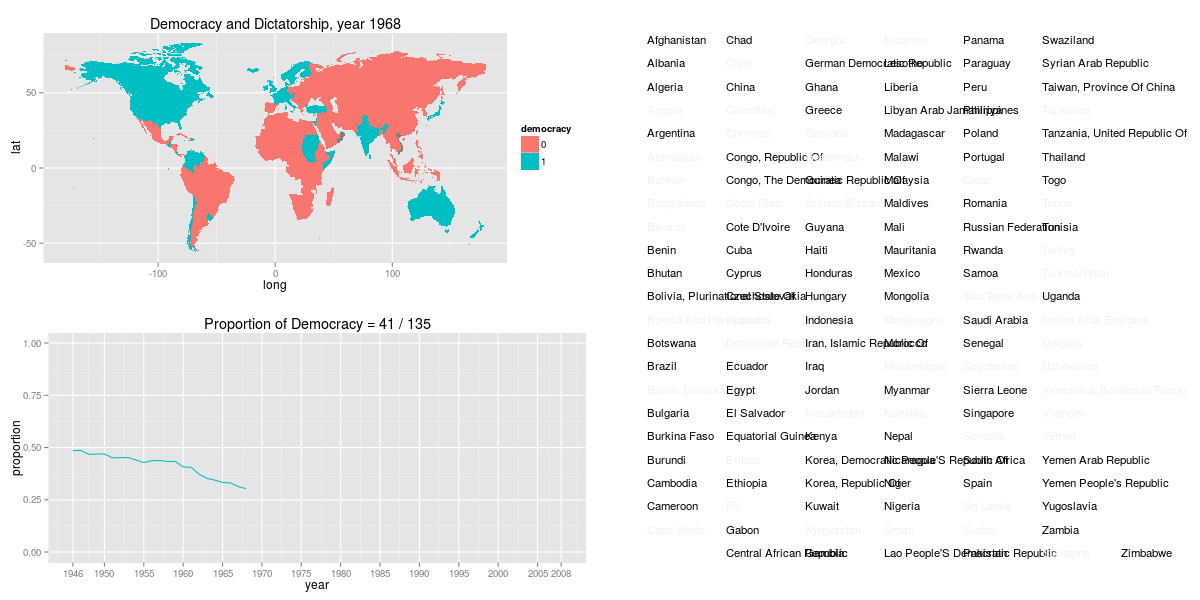 Democracy and Dictatorship, year 1968
lat
50
0
-50
-100
0
100
long
democracy
0
1
Proportion of Democracy = 41 / 135
proportion
1.00
0.75
0.50
0.25
0.00
1946 1950 1955 1960 1965 1970 1975 1980 1985 1990 1995 2000 2005 2008
year
Afghanistan Chad Georgia Lebanon Panama Swaziland
Albania Chile German Democratic Republic Lesotho Paraguay Syrian Arab Republic
Algeria China Ghana Liberia Peru Taiwan, Province Of China
Angola Colombia Greece Libyan Arab Jamahiriya Philippines Tajikistan
Argentina Comoros Grenada Madagascar Poland Tanzania, United Republic Of
Azerbaijan Congo, Republic Of Guatemala Malawi Portugal Thailand
Bahrain Congo, The Democratic Republic Of Guinea Malaysia Qatar Togo
Bangladesh Costa Rica Guinea-Bissau Maldives Romania Tonga
Belarus Cote D'Ivoire Guyana Mali Russian Federation Tunisia
Benin Cuba Haiti Mauritania Rwanda Turkey
Bhutan Cyprus Honduras Mexico Samoa Turkmenistan
Bolivia, Plurinational State Of Czechoslovakia Hungary Mongolia Sao Tome And Uganda
Bosnia And Herzegovina Indonesia Montenegro Saudi Arabia United Arab Emirates
Botswana Dominican Rep Iran, Islamic Republic Of Morocco Senegal Uruguay
Brazil Ecuador Iraq Mozambique Seychelles Uzbekistan
Brunei Daruss Egypt Jordan Myanmar Sierra Leone Venezuela, Bolivarian Repub
Bulgaria El Salvador Kazakhstan Namibia Singapore Vietnam
Burkina Faso Equatorial Guinea Kenya Nepal Somalia Yemen
Burundi Eritrea Korea, Democratic People'S Republic Of Nicaragua South Africa Yemen Arab Republic
Cambodia Ethiopia Korea, Republic Of Niger Spain Yemen People's Republic
Cameroon Fiji Kuwait Nigeria Sri Lanka Yugoslavia
Cape Verde Gabon Kyrgyzstan Oman Sudan Zambia
Central African Republic Gambia Lao People'S Democratic Republic Pakistan Suriname Zimbabwe